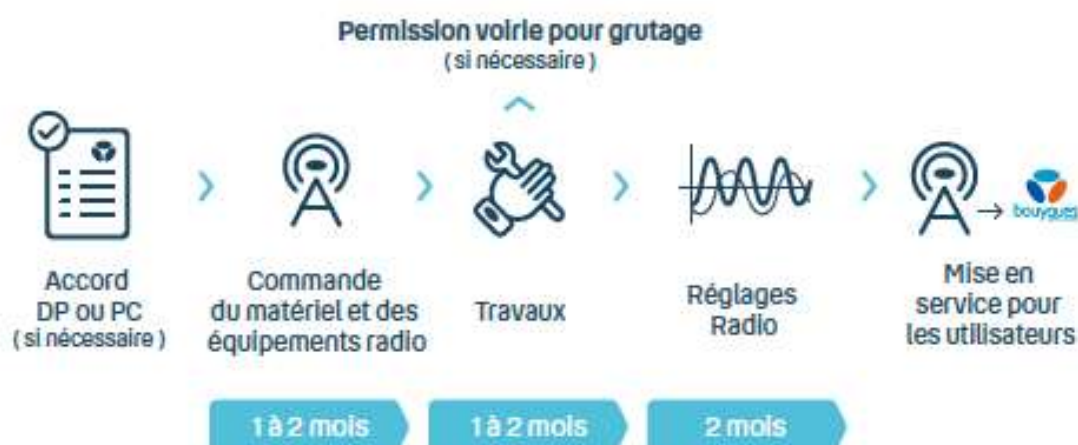 Permission voirie pour grutage
( si nécessaire )
Accord
DP ou PC
( si nécessaire )
Commande
du matériel et des
équipements radio
Travaux
Réglages
Radio
bouygues
Mise en
service pour
les utilisateurs
1 à 2 mois
1 à 2 mois
2 mois